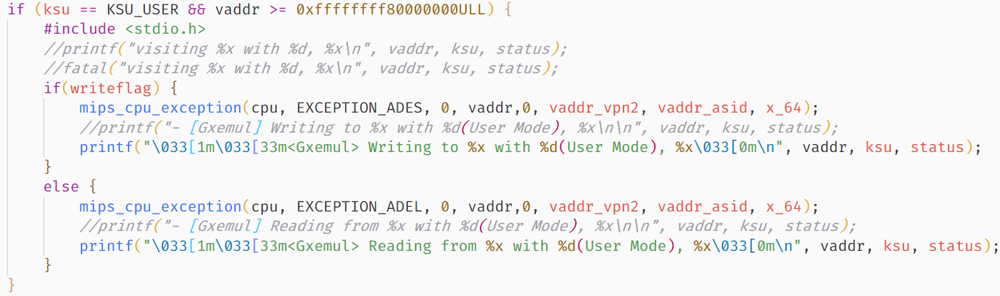 if (ksu == KSU_USER && vaddr >= 0xffffffff80000000ULL) {
    #include <stdio.h>
    //printf("visiting %x with %d, %x\n", vaddr, ksu, status);
    //fatal("visiting %x with %d, %x\n", vaddr, ksu, status);
    if(writeflag) {
        mips_cpu_exception(cpu, EXCEPTION_ADES, 0, vaddr,0, vaddr_vpn2, vaddr_asid, x_64);
        //printf("- [Gxemul] Writing to %x with %d(User Mode), %x\n\n", vaddr, ksu, status);
        printf("\033[1m\033[33m<Gxemul> Writing to %x with %d(User Mode), %x\033[0m\n", vaddr, ksu, status);
    }
    else {
        mips_cpu_exception(cpu, EXCEPTION_ADEL, 0, vaddr,0, vaddr_vpn2, vaddr_asid, x_64);
        //printf("- [Gxemul] Reading from %x with %d(User Mode), %x\n\n", vaddr, ksu, status);
        printf("\033[1m\033[33m<Gxemul> Reading from %x with %d(User Mode), %x\033[0m\n", vaddr, ksu, status);
    }
}